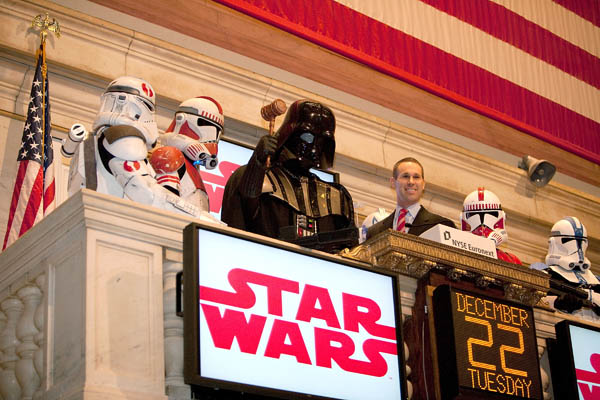 STAR
WARS
NYSE Euronext
DECEMBER
22
TUESDAY